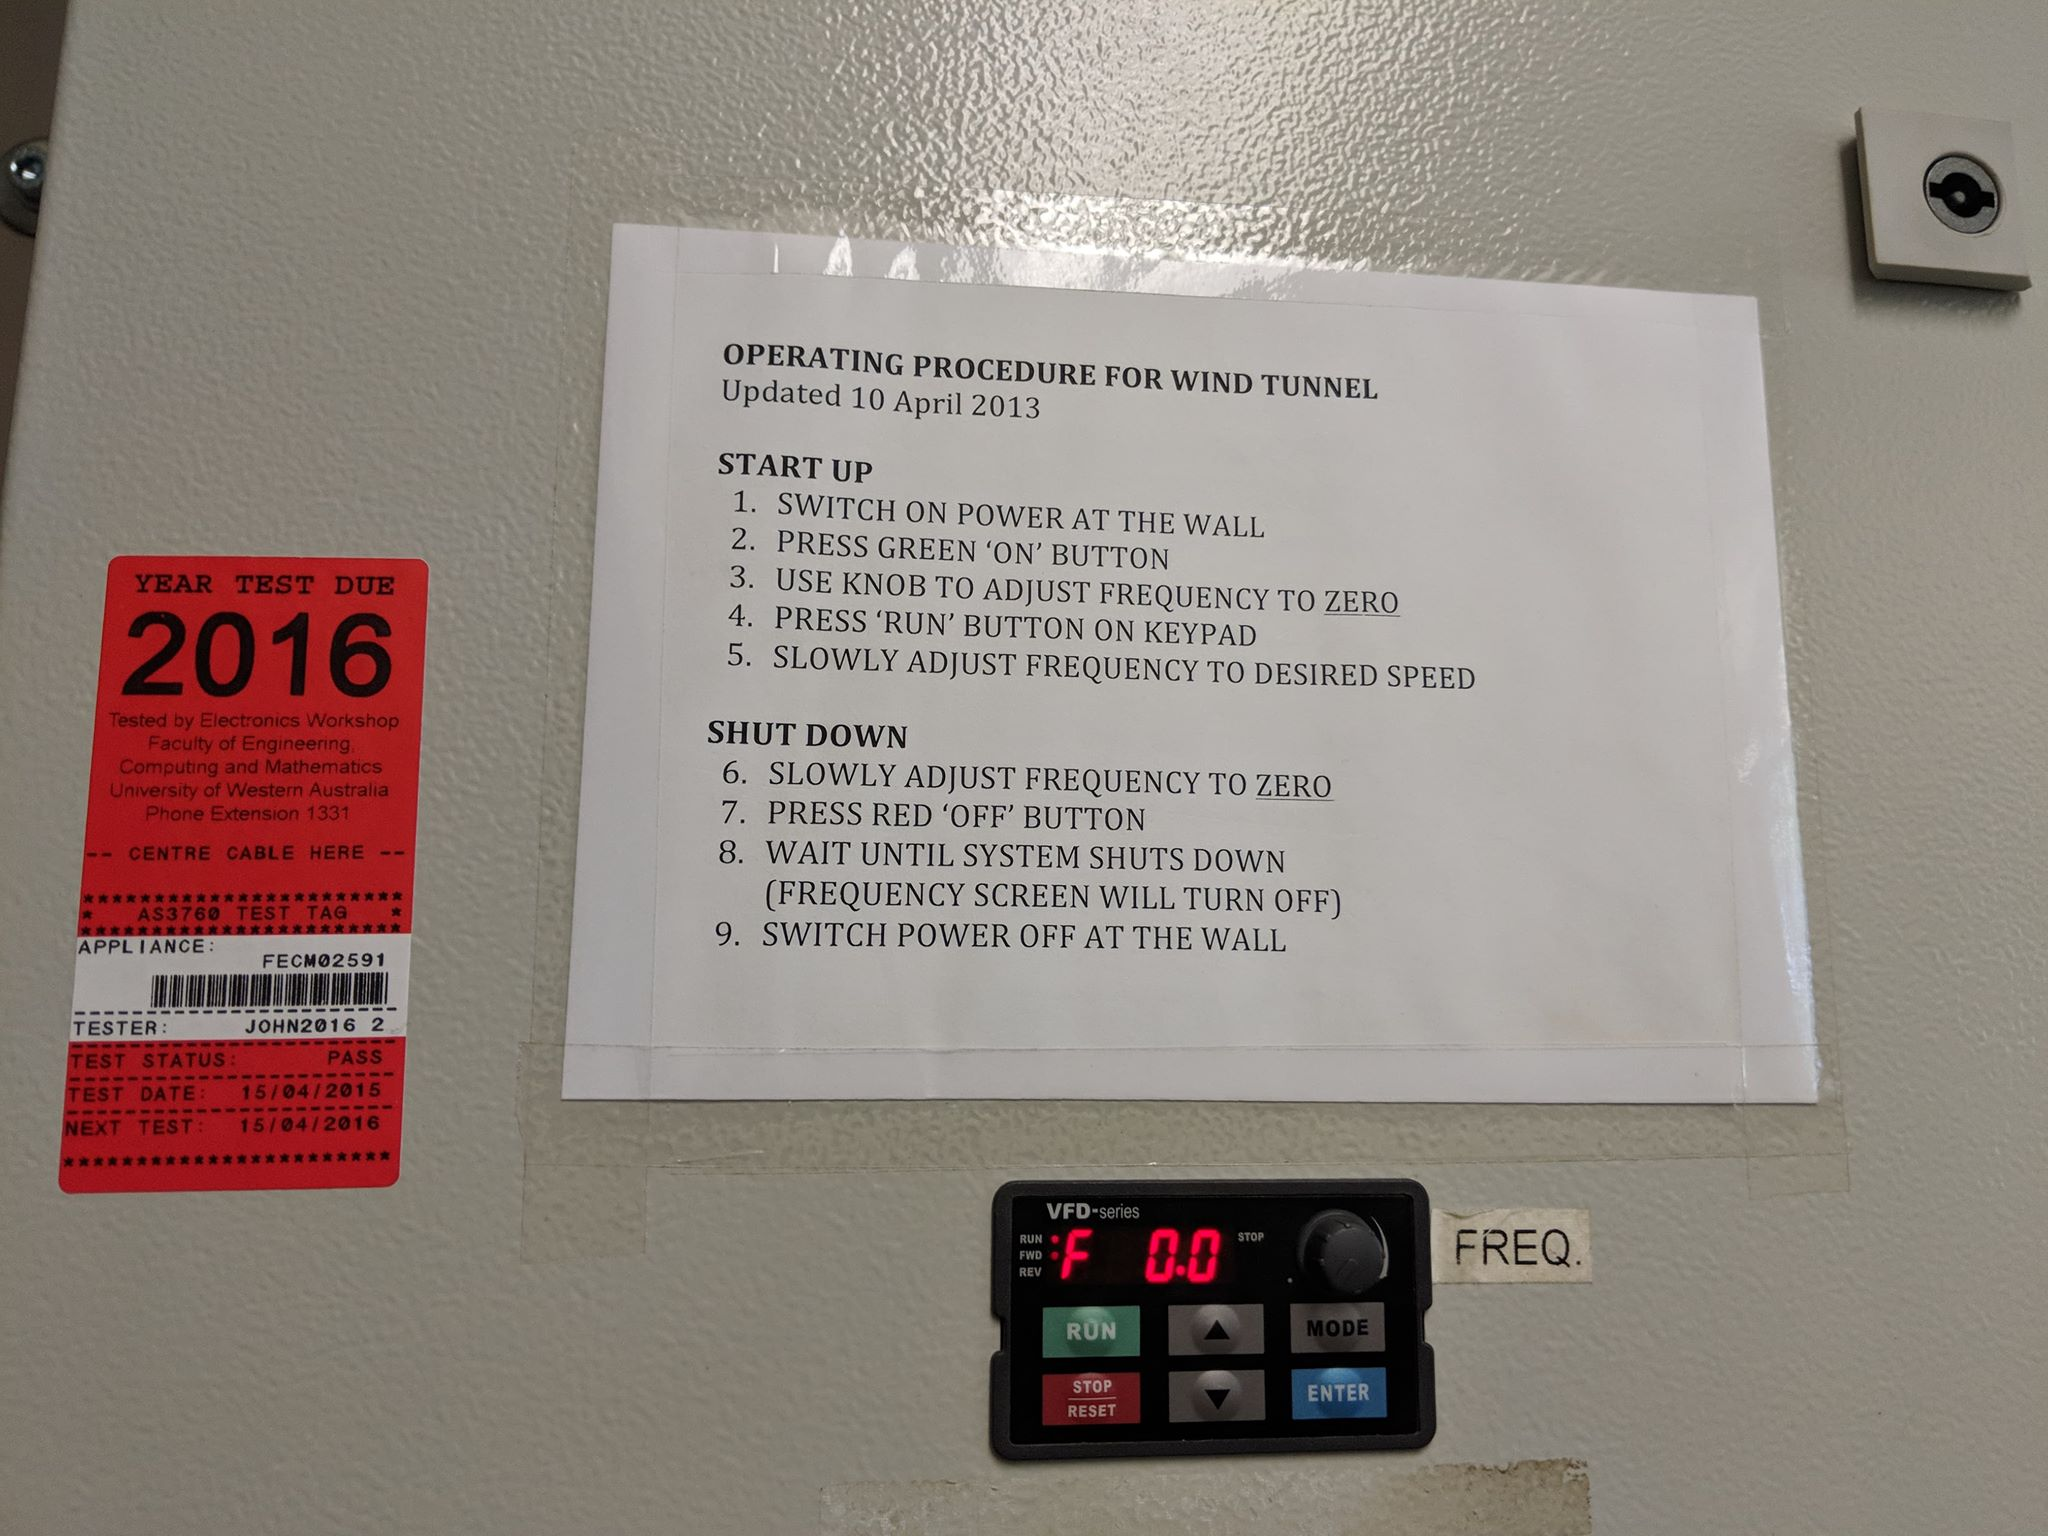 OPERATING PROCEDURE FOR WIND TUNNEL
Updated 10 April 2013
START UP
1. SWITCH ON POWER AT THE WALL
2. PRESS GREEN ‘ON’ BUTTON
3. USE KNOB TO ADJUST FREQUENCY TO ZERO
4. PRESS ‘RUN’ BUTTON ON KEYPAD
5. SLOWLY ADJUST FREQUENCY TO DESIRED SPEED
SHUT DOWN
6. SLOWLY ADJUST FREQUENCY TO ZERO
7. PRESS RED ‘OFF’ BUTTON
8. WAIT UNTIL SYSTEM SHUTS DOWN
(FREQUENCY SCREEN WILL TURN OFF)
9. SWITCH POWER OFF AT THE WALL
YEAR TEST DUE
2016
Tested by Electronics Workshop
Faculty of Engineering,
Computing and Mathematics
University of Western Australia
Phone Extension 1331
-- CENTRE CABLE HERE --
**********************
* AS3760 TEST TAG *
**********************
APPLIANCE:
FECM02591
TESTER: JOHN2016 2
TEST STATUS: PASS
TEST DATE: 15/04/2015
NEXT TEST: 15/04/2016
**********************
VFD-series
RUN
FWD
REV
F 0.0
STOP
FREQ.
RUN ▲ MODE
STOP
RESET
▼ ENTER